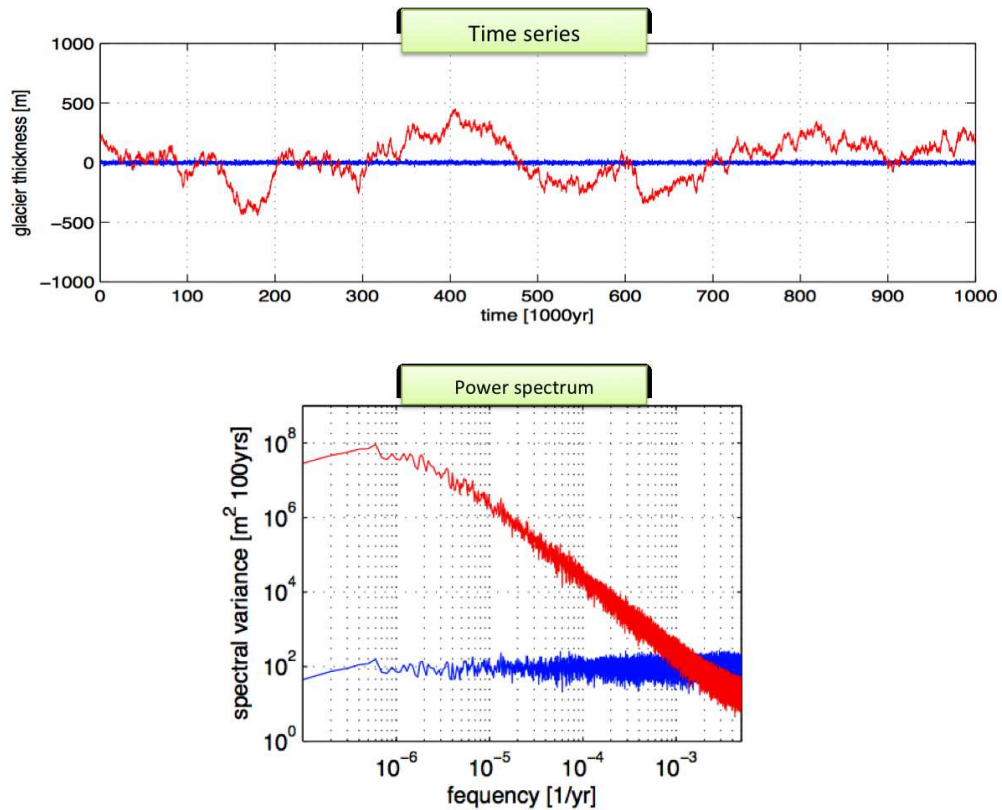 Time series
1000
500
0
−500
−1000
glacier thickness [m]
0 100 200 300 400 500 600 700 800 900 1000
time [1000yr]
Power spectrum
10^8
10^6
10^4
10^2
10^0
spectral variance [m^2 100yrs]
10^-6 10^-5 10^-4 10^-3
fequency [1/yr]